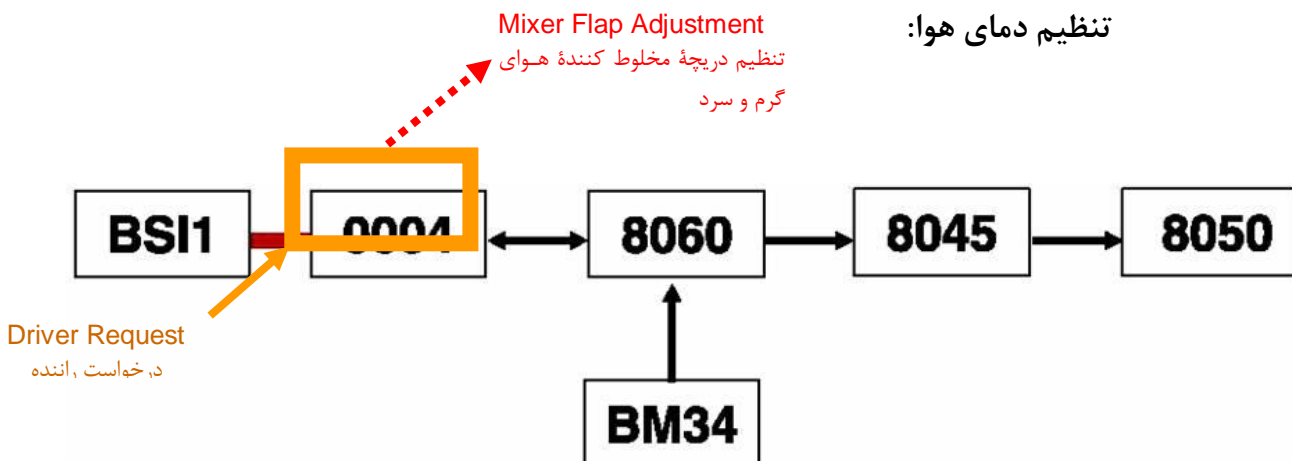 تنظیم دمای هوا:
Mixer Flap Adjustment
تنظیم دریچهٔ مخلوط کنندهٔ هـوای
گرم و سرد
BSI1
0004
8060
8045
8050
Driver Request
درخواست راننده
BM34